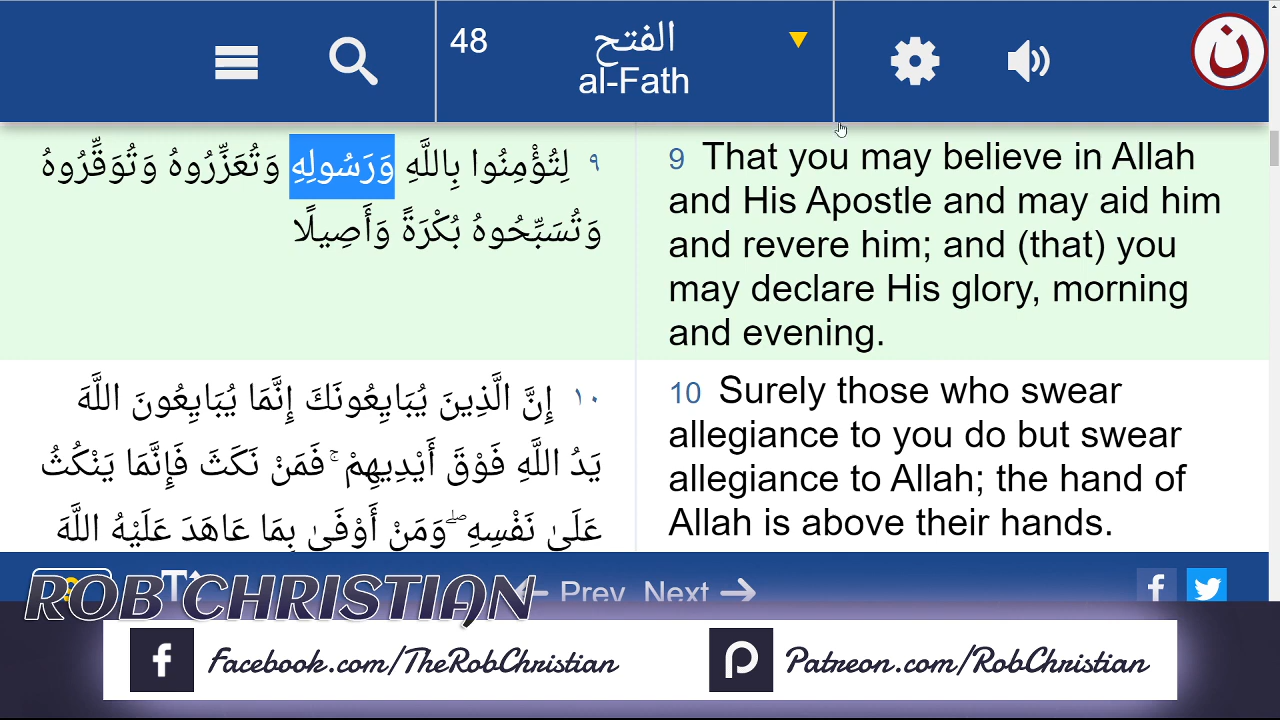 48
الفتح
al-Fath
ن
٩ لِتُؤْمِنُوا بِاللَّهِ وَرَسُولِهِ وَتُعَزِّرُوهُ وَتُوَقِّرُوهُ
وَتُسَبِّحُوهُ بُكْرَةً وَأَصِيلًا
9 That you may believe in Allah
and His Apostle and may aid him
and revere him; and (that) you
may declare His glory, morning
and evening.
١٠ إِنَّ الَّذِينَ يُبَايِعُونَكَ إِنَّمَا يُبَايِعُونَ اللَّهَ
يَدُ اللَّهِ فَوْقَ أَيْدِيهِمْ ۚ فَمَنْ نَكَثَ فَإِنَّمَا يَنْكُثُ
عَلَىٰ نَفْسِهِ ۖ وَمَنْ أَوْفَىٰ بِمَا عَاهَدَ عَلَيْهُ اللَّهَ
10 Surely those who swear
allegiance to you do but swear
allegiance to Allah; the hand of
Allah is above their hands.
← Prev Next →
ROB CHRISTIAN
Facebook.com/TheRobChristian
Patreon.com/RobChristian